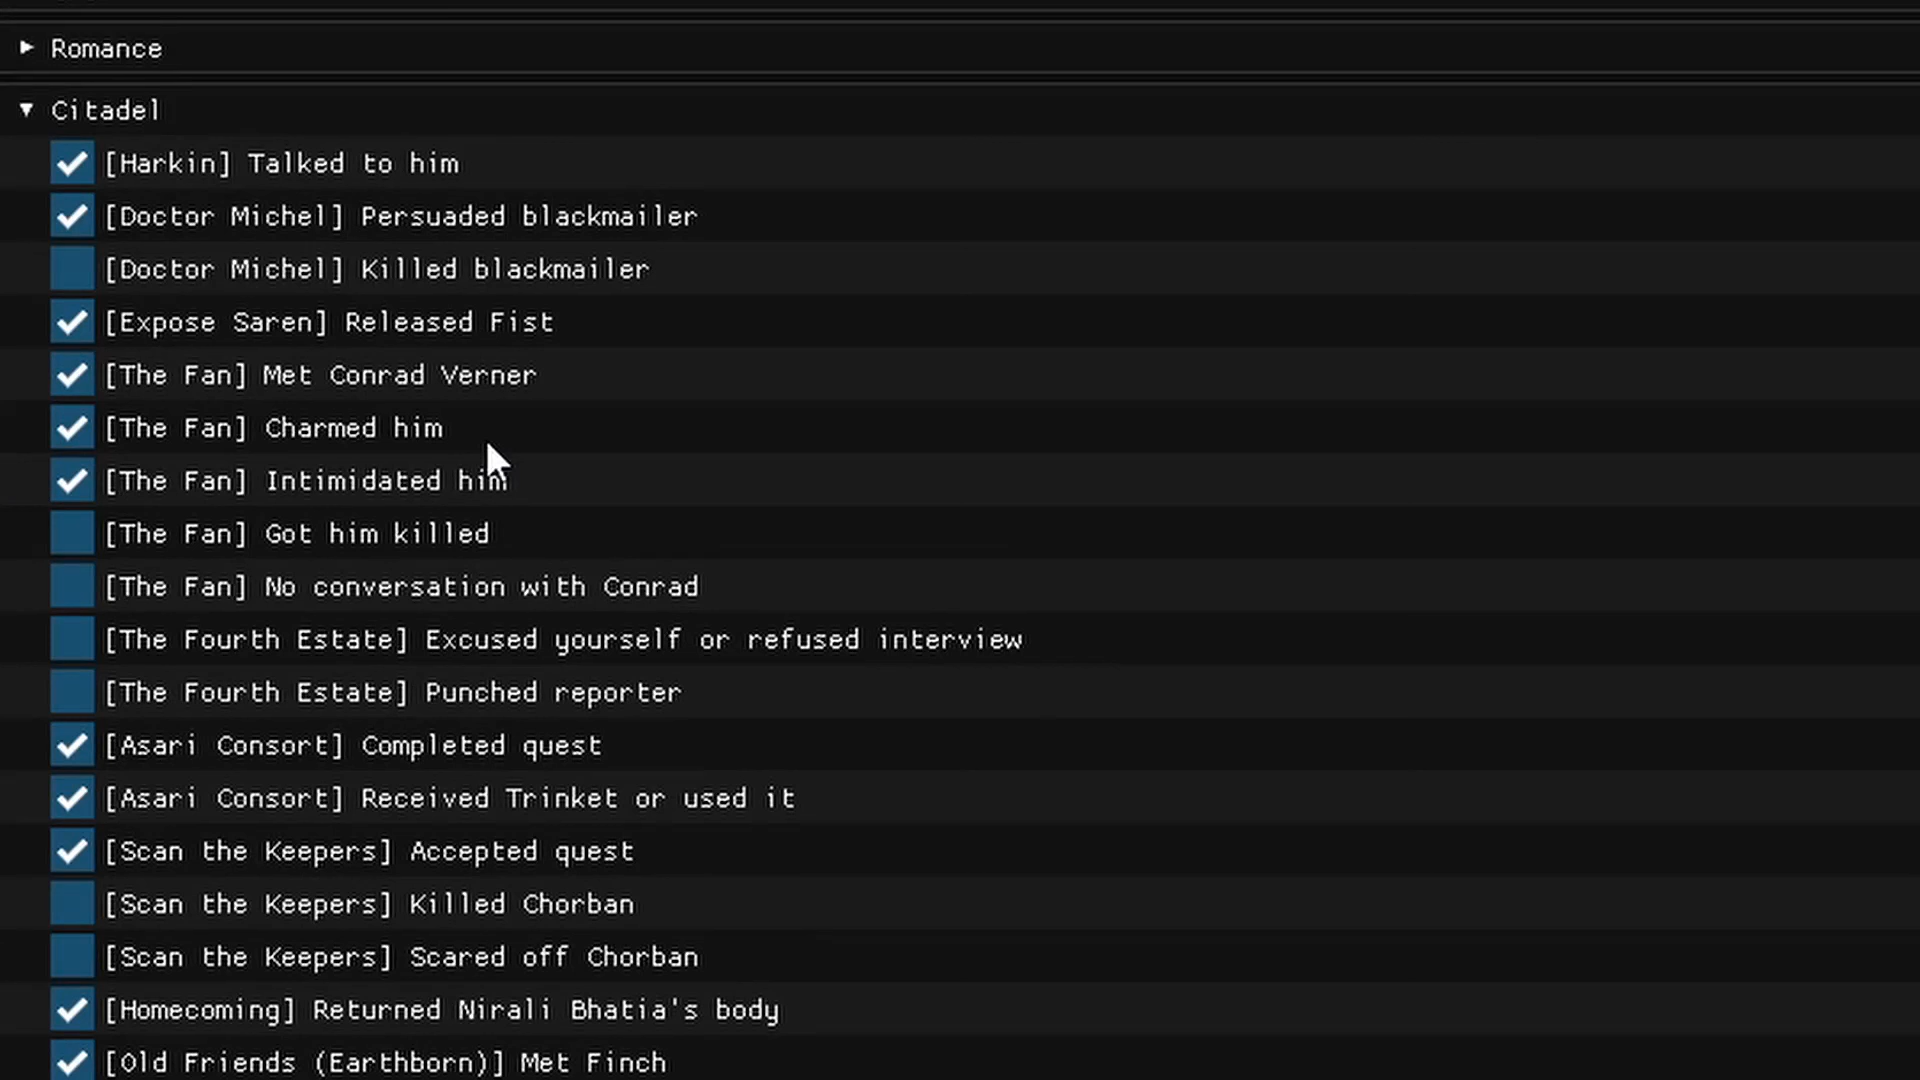 Romance
Citadel
[Harkin] Talked to him
[Doctor Michel] Persuaded blackmailer
[Doctor Michel] Killed blackmailer
[Expose Saren] Released Fist
[The Fan] Met Conrad Verner
[The Fan] Charmed him
[The Fan] Intimidated him
[The Fan] Got him killed
[The Fan] No conversation with Conrad
[The Fourth Estate] Excused yourself or refused interview
[The Fourth Estate] Punched reporter
[Asari Consort] Completed quest
[Asari Consort] Received Trinket or used it
[Scan the Keepers] Accepted quest
[Scan the Keepers] Killed Chorban
[Scan the Keepers] Scared off Chorban
[Homecoming] Returned Nirali Bhatia's body
[Old Friends (Earthborn)] Met Finch